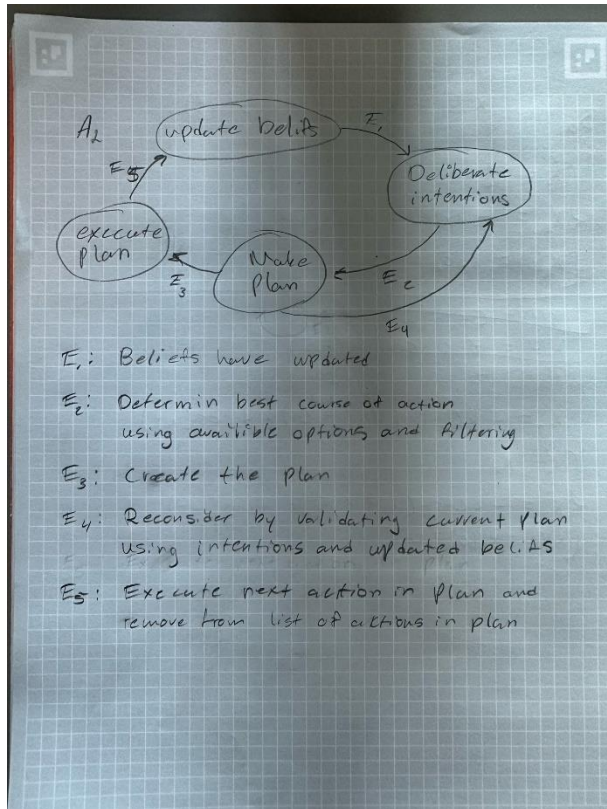 A2
update belifs
E1
Deliberate
intentions
E5
execute
plan
Make
plan
E3
E2
E4
E1: Beliefs have updated
E2: Determin best course of action
using availible options and filtering
E3: Create the plan
E4: Reconsider by validating current plan
using intentions and updated belifs
E5: Execute next action in plan and
remove from list of actions in plan